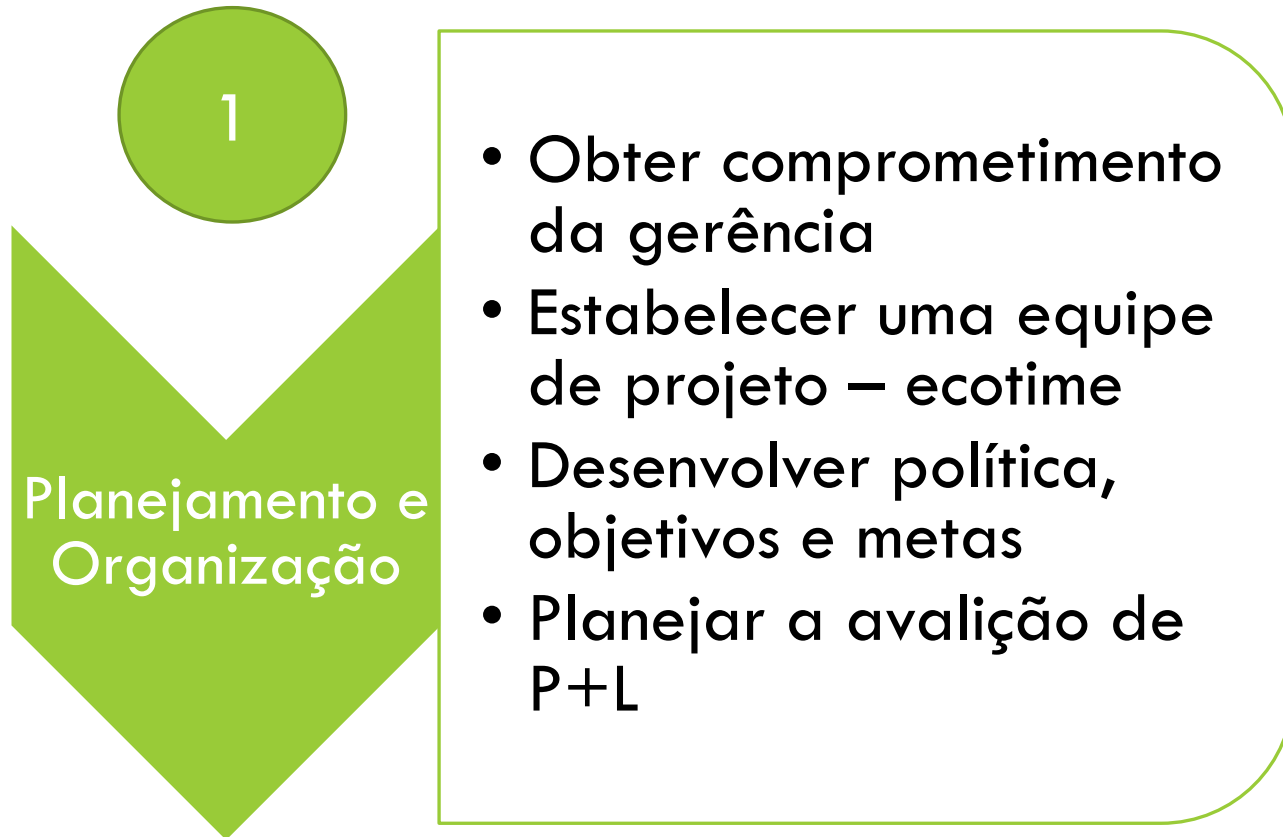 1
Planejamento e
Organização
• Obter comprometimento
da gerência
• Estabelecer uma equipe
de projeto – ecotime
• Desenvolver política,
objetivos e metas
• Planejar a avalição de
P+L